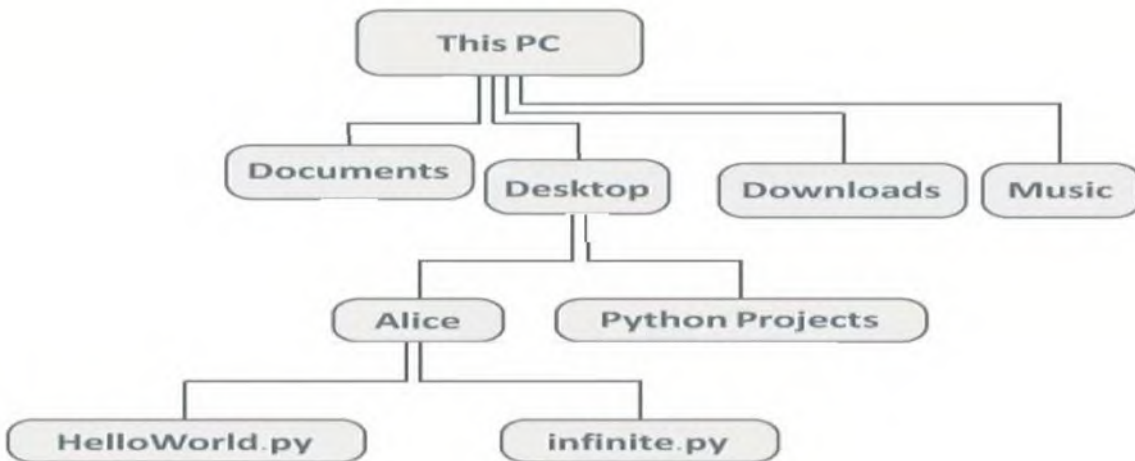 This PC
Documents
Desktop
Downloads
Music
Alice
Python Projects
HelloWorld.py
infinite.py